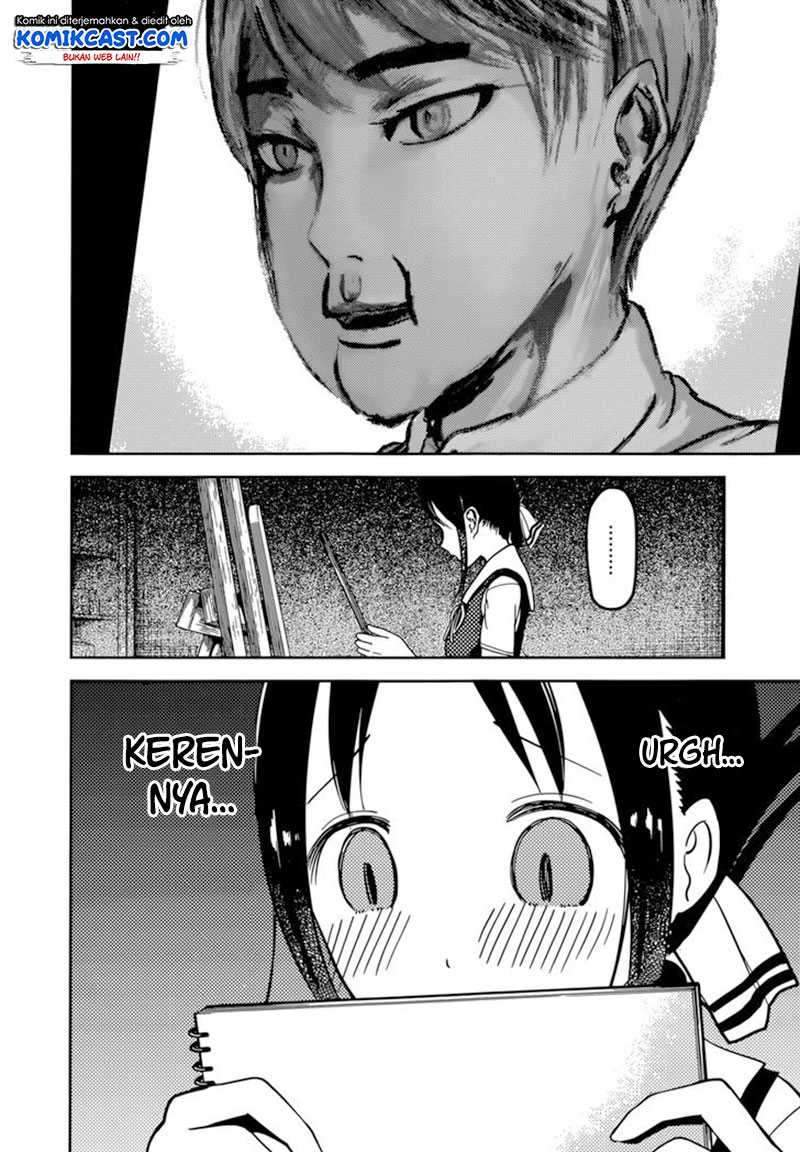 Komik ini diterjemahkan & diedit oleh
KOMIKCAST.COM
BUKAN WEB LAIN!!
.........
URGH...
KEREN-
NYA...